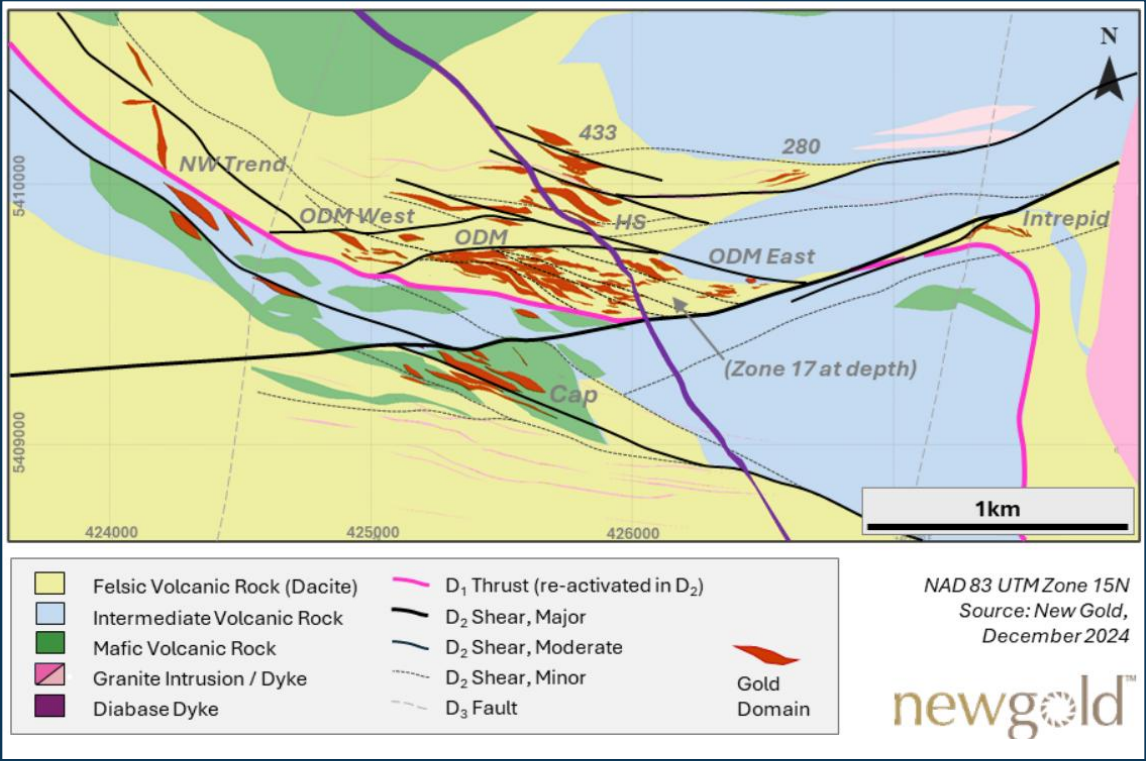 N
433
280
5410000
NW Trend
ODM West
HS
Intrepid
ODM
ODM East
(Zone 17 at depth)
Cap
5409000
1km
424000
425000
426000
Felsic Volcanic Rock (Dacite)
Intermediate Volcanic Rock
Mafic Volcanic Rock
Granite Intrusion / Dyke
Diabase Dyke
D₁ Thrust (re-activated in D₂)
D₂ Shear, Major
D₂ Shear, Moderate
D₂ Shear, Minor
D₃ Fault
Gold
Domain
NAD 83 UTM Zone 15N
Source: New Gold,
December 2024
newgold™